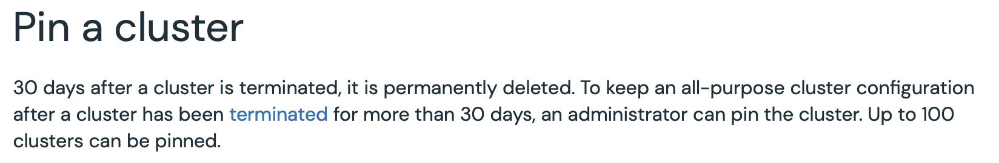 Pin a cluster
30 days after a cluster is terminated, it is permanently deleted. To keep an all-purpose cluster configuration
after a cluster has been terminated for more than 30 days, an administrator can pin the cluster. Up to 100
clusters can be pinned.